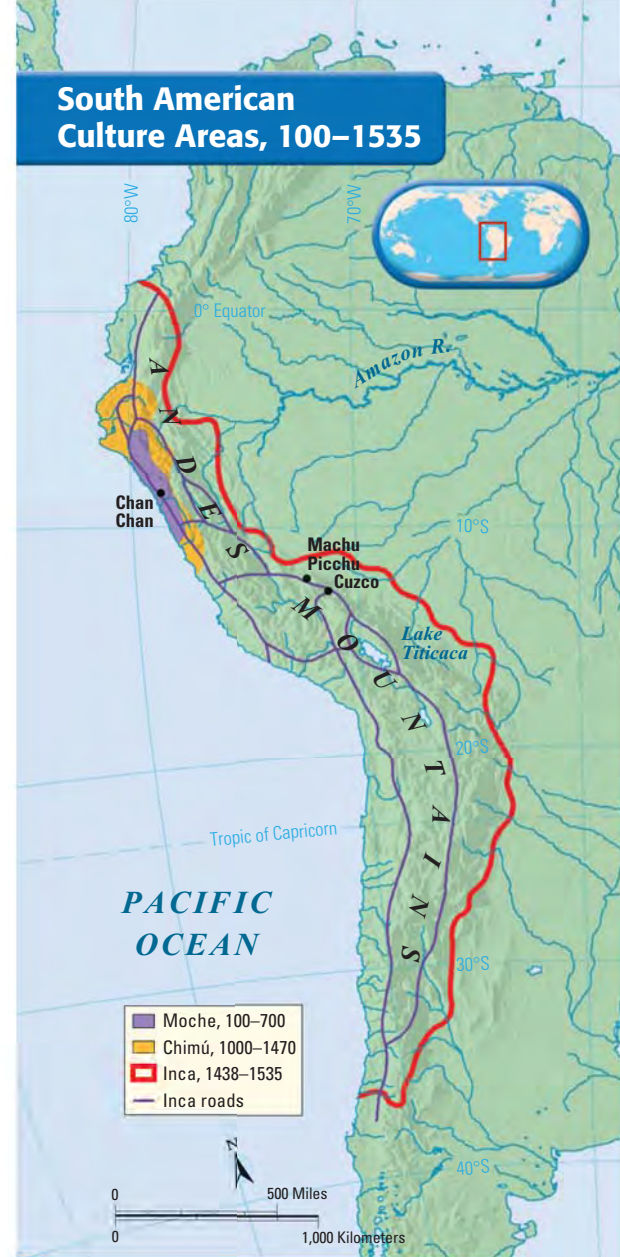 South American
Culture Areas, 100–1535
80°W
70°W
0° Equator
Amazon R.
ANDES MOUNTAINS
Chan
Chan
10°S
Machu
Picchu
Cuzco
Lake
Titicaca
20°S
Tropic of Capricorn
PACIFIC
OCEAN
30°S
Moche, 100–700
Chimú, 1000–1470
Inca, 1438–1535
Inca roads
N
40°S
0
500 Miles
0
1,000 Kilometers